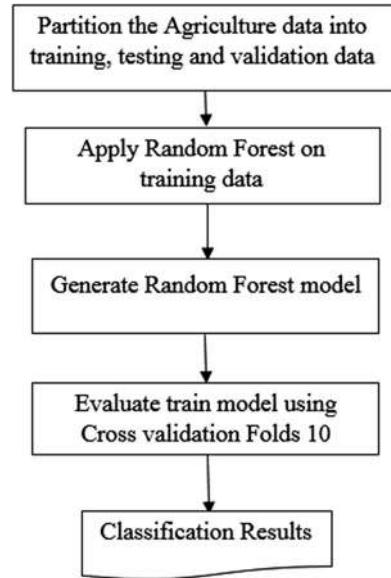 Partition the Agriculture data into
training, testing and validation data
Apply Random Forest on
training data
Generate Random Forest model
Evaluate train model using
Cross validation Folds 10
Classification Results